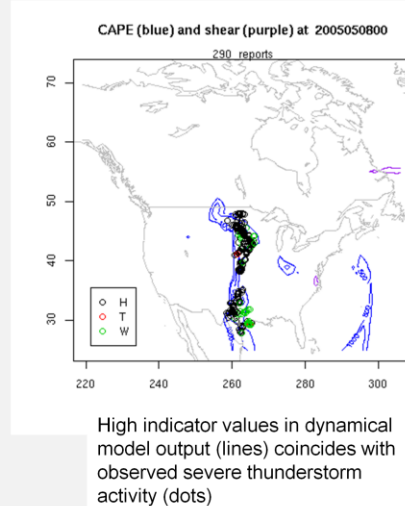 CAPE (blue) and shear (purple) at 2005050800
290 reports
70
60
50
40
30
H
T
W
220
240
260
280
300
High indicator values in dynamical
model output (lines) coincides with
observed severe thunderstorm
activity (dots)